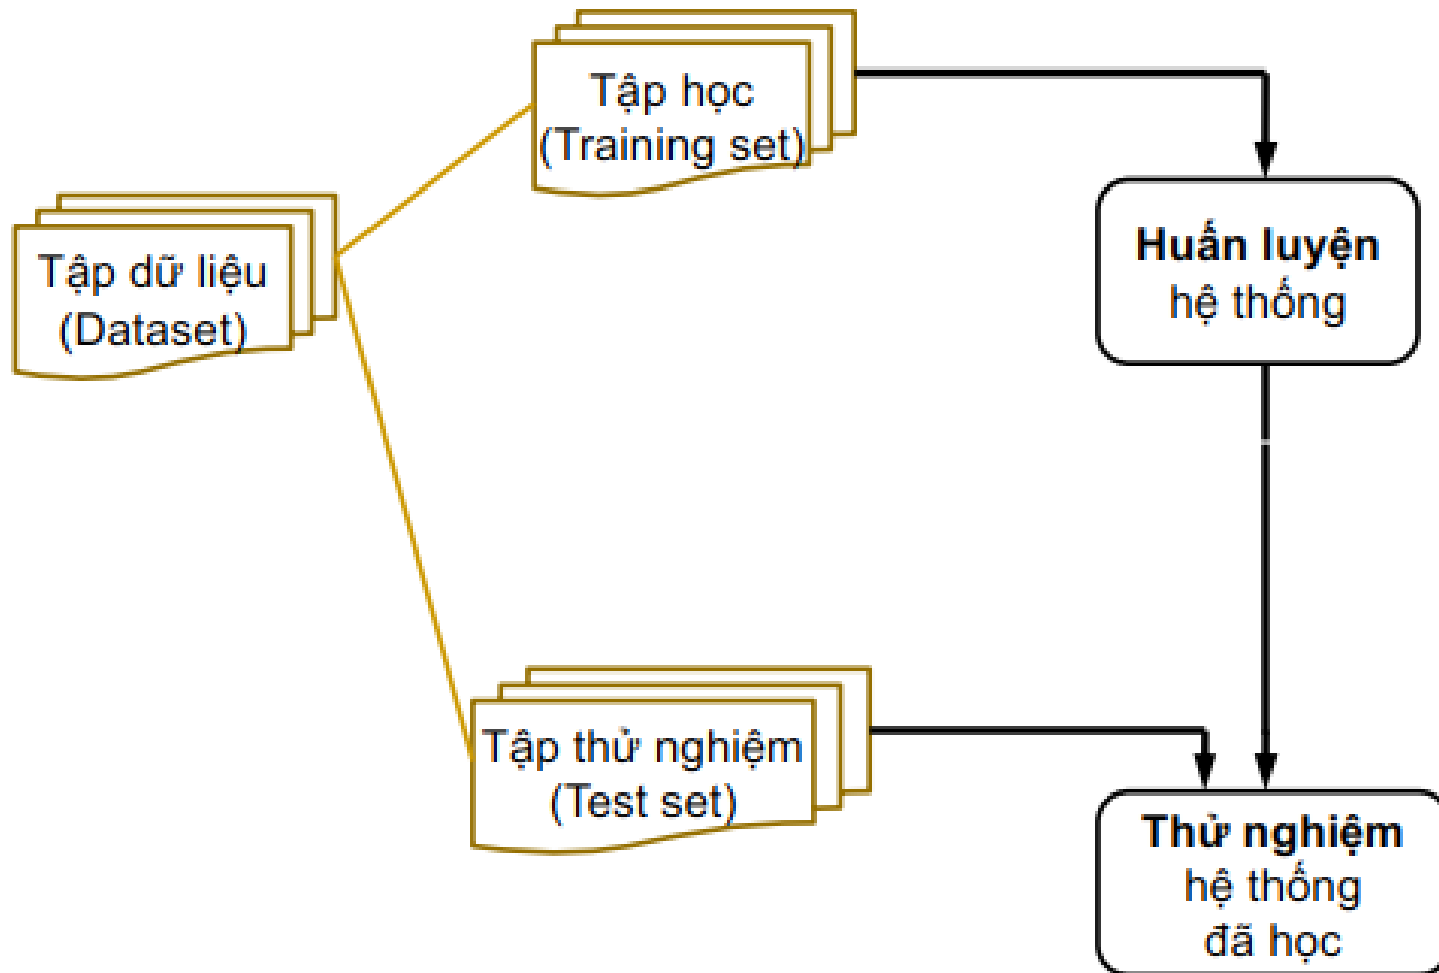 Tập học
(Training set)
Huấn luyện
hệ thống
Tập dữ liệu
(Dataset)
Tập thử nghiệm
(Test set)
Thử nghiệm
hệ thống
đã học